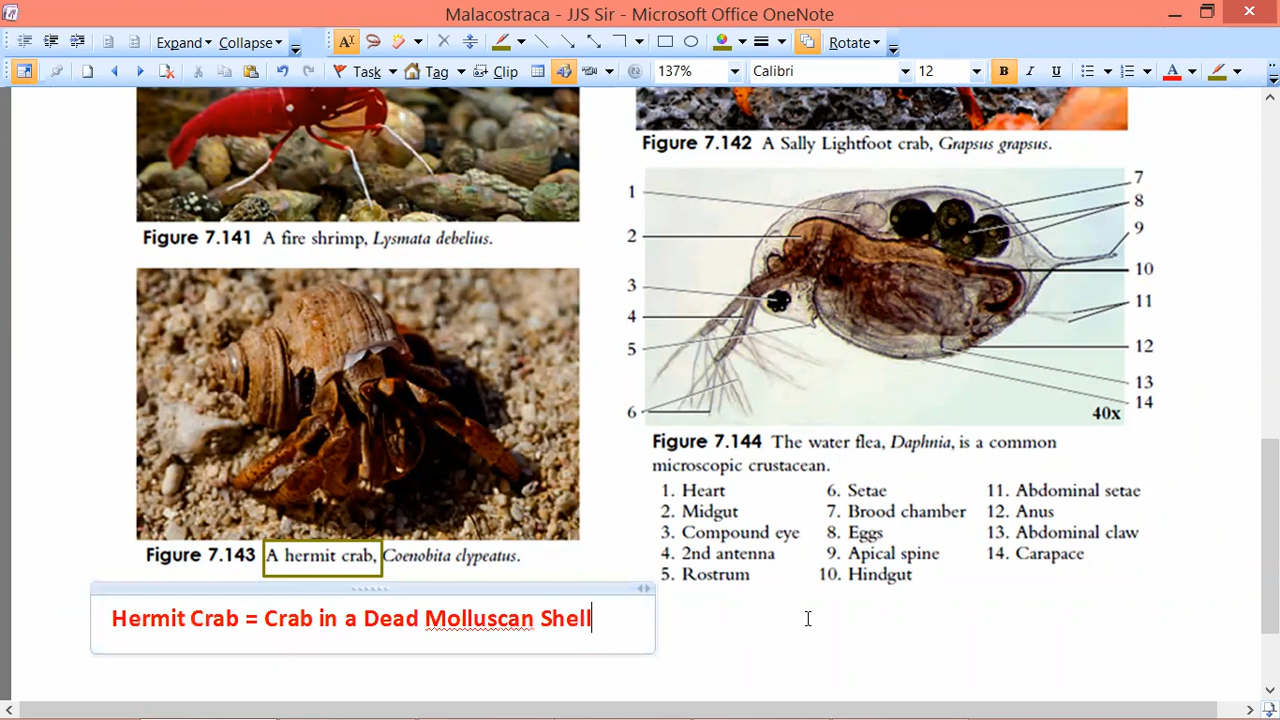 Malacostraca - JJS Sir - Microsoft Office OneNote
Expand Collapse Rotate
Task Tag Clip 137% Calibri 12 B I U
Figure 7.141 A fire shrimp, Lysmata debelius.
Figure 7.143 A hermit crab, Coenobita clypeatus.
Hermit Crab = Crab in a Dead Molluscan Shell
Figure 7.142 A Sally Lightfoot crab, Grapsus grapsus.
1
2
3
4
5
6
7
8
9
10
11
12
13
14
40x
Figure 7.144 The water flea, Daphnia, is a common
microscopic crustacean.
1. Heart
2. Midgut
3. Compound eye
4. 2nd antenna
5. Rostrum
6. Setae
7. Brood chamber
8. Eggs
9. Apical spine
10. Hindgut
11. Abdominal setae
12. Anus
13. Abdominal claw
14. Carapace